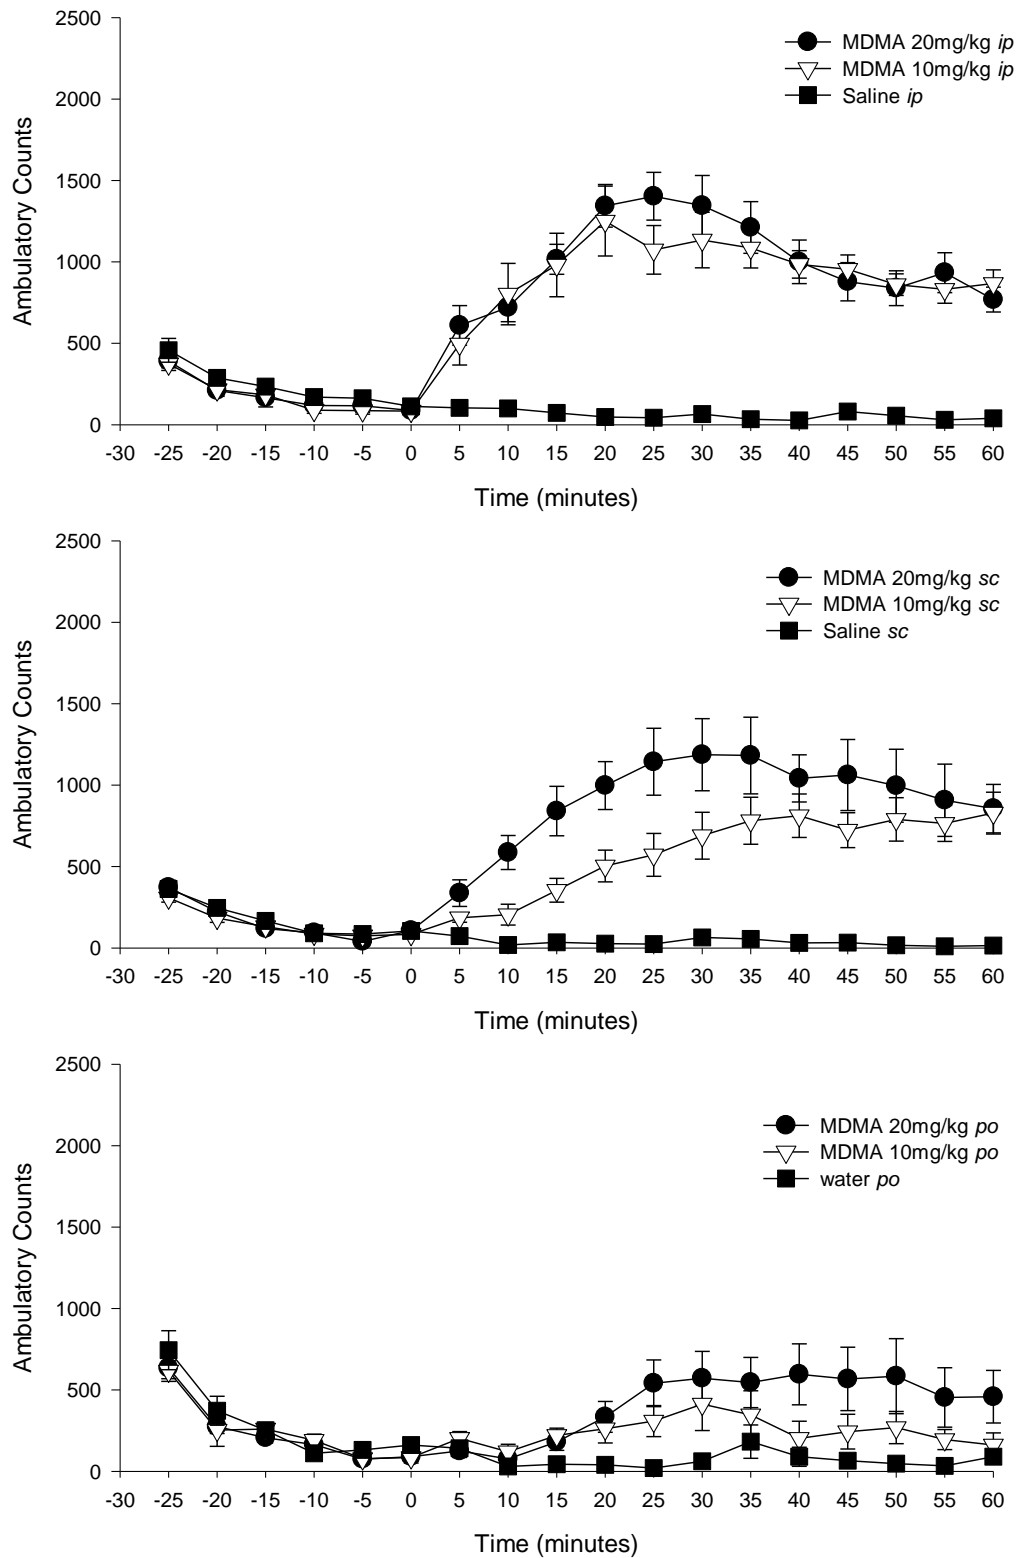 2500
2000
1500
1000
500
0
Ambulatory Counts
MDMA 20mg/kg ip
MDMA 10mg/kg ip
Saline ip
-30 -25 -20 -15 -10 -5 0 5 10 15 20 25 30 35 40 45 50 55 60
Time (minutes)
2500
2000
1500
1000
500
0
Ambulatory Counts
MDMA 20mg/kg sc
MDMA 10mg/kg sc
Saline sc
-30 -25 -20 -15 -10 -5 0 5 10 15 20 25 30 35 40 45 50 55 60
Time (minutes)
2500
2000
1500
1000
500
0
Ambulatory Counts
MDMA 20mg/kg po
MDMA 10mg/kg po
water po
-30 -25 -20 -15 -10 -5 0 5 10 15 20 25 30 35 40 45 50 55 60
Time (minutes)